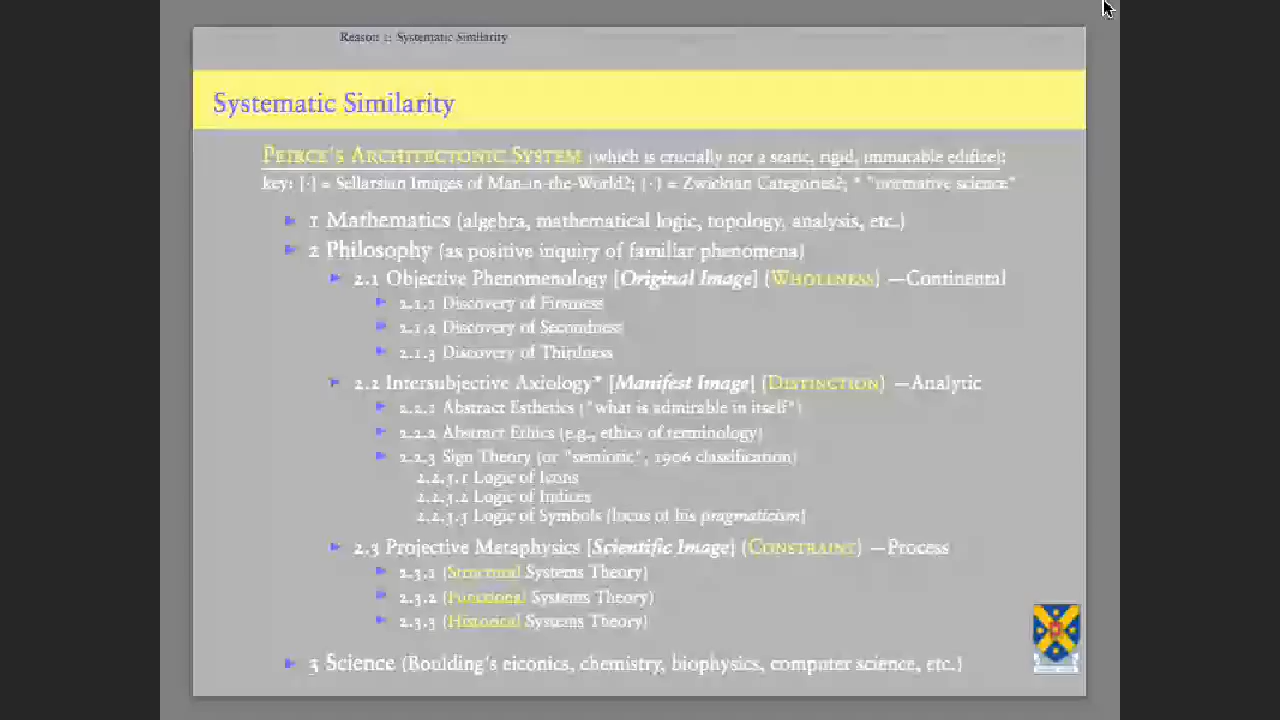 Reason 1: Systematic Similarity
Systematic Similarity
Peirce's Architectonic System (which is crucially not a static, rigid, immutable edifice):
key: [·] = Sellarsian Images of Man-in-the-World?; (·) = Zwickian Categories?; * "normative science"
1 Mathematics (algebra, mathematical logic, topology, analysis, etc.)
2 Philosophy (as positive inquiry of familiar phenomena)
2.1 Objective Phenomenology [Original Image] (Wholeness) —Continental
2.1.1 Discovery of Firstness
2.1.2 Discovery of Secondness
2.1.3 Discovery of Thirdness
2.2 Intersubjective Axiology* [Manifest Image] (Distinction) —Analytic
2.2.1 Abstract Esthetics ("what is admirable in itself")
2.2.2 Abstract Ethics (e.g., ethics of terminology)
2.2.3 Sign Theory (or "semiotic", 1906 classification)
2.2.3.1 Logic of Icons
2.2.3.2 Logic of Indices
2.2.3.3 Logic of Symbols (locus of his pragmaticism)
2.3 Projective Metaphysics [Scientific Image] (Constraint) —Process
2.3.1 (Structural Systems Theory)
2.3.2 (Functional Systems Theory)
2.3.3 (Historical Systems Theory)
3 Science (Boulding's eiconics, chemistry, biophysics, computer science, etc.)